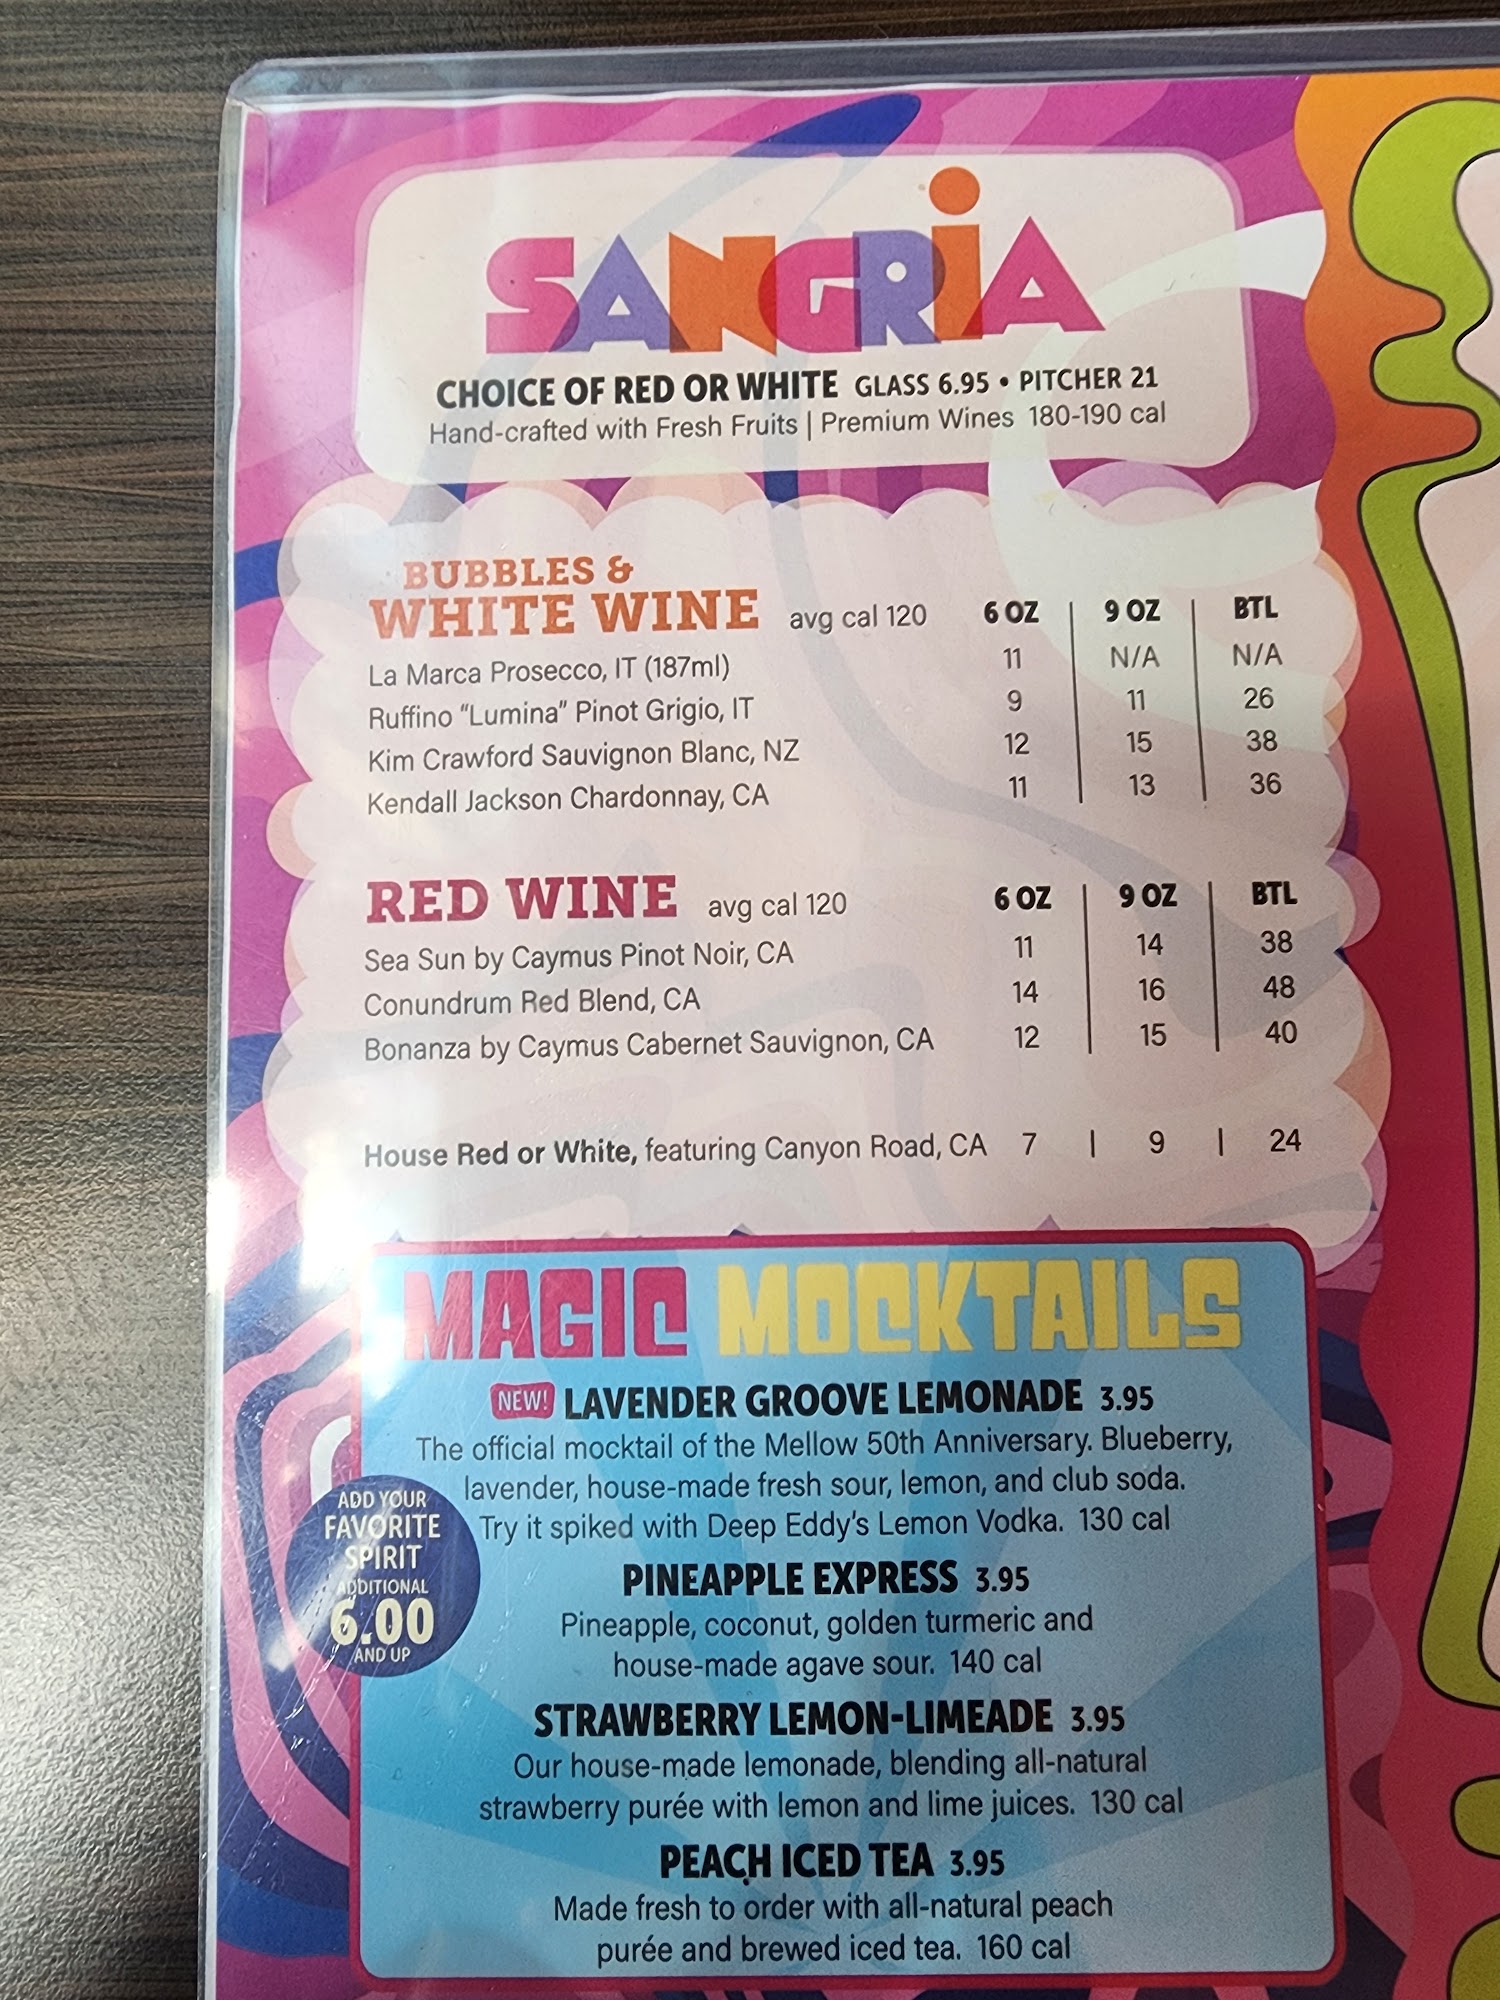 SANGRiA
CHOICE OF RED OR WHITE GLASS 6.95 • PITCHER 21
Hand-crafted with Fresh Fruits | Premium Wines 180-190 cal
BUBBLES &
WHITE WINE avg cal 120 6 OZ | 9 OZ | BTL
La Marca Prosecco, IT (187ml) 11 N/A N/A
Ruffino “Lumina” Pinot Grigio, IT 9 11 26
Kim Crawford Sauvignon Blanc, NZ 12 15 38
Kendall Jackson Chardonnay, CA 11 13 36
RED WINE avg cal 120 6 OZ | 9 OZ | BTL
Sea Sun by Caymus Pinot Noir, CA 11 14 38
Conundrum Red Blend, CA 14 16 48
Bonanza by Caymus Cabernet Sauvignon, CA 12 15 40
House Red or White, featuring Canyon Road, CA 7 | 9 | 24
MAGIC MOCKTAILS
NEW! LAVENDER GROOVE LEMONADE 3.95
The official mocktail of the Mellow 50th Anniversary. Blueberry,
lavender, house-made fresh sour, lemon, and club soda.
Try it spiked with Deep Eddy’s Lemon Vodka. 130 cal
ADD YOUR
FAVORITE
SPIRIT
ADDITIONAL
6.00
AND UP
PINEAPPLE EXPRESS 3.95
Pineapple, coconut, golden turmeric and
house-made agave sour. 140 cal
STRAWBERRY LEMON-LIMEADE 3.95
Our house-made lemonade, blending all-natural
strawberry purée with lemon and lime juices. 130 cal
PEACH ICED TEA 3.95
Made fresh to order with all-natural peach
purée and brewed iced tea. 160 cal